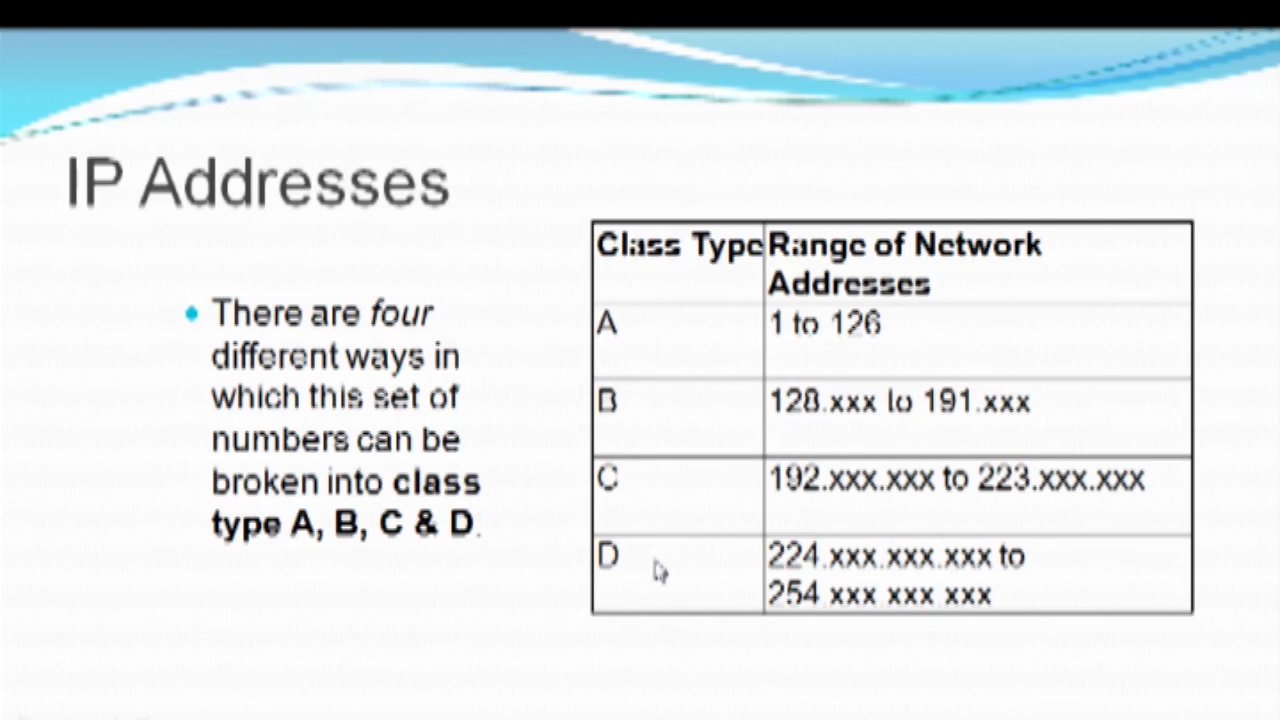 IP Addresses
• There are four
different ways in
which this set of
numbers can be
broken into class
type A, B, C & D.
Class Type Range of Network
Addresses
A 1 to 126
B 128.xxx to 191.xxx
C 192.xxx.xxx to 223.xxx.xxx
D 224.xxx.xxx.xxx to
254.xxx.xxx.xxx